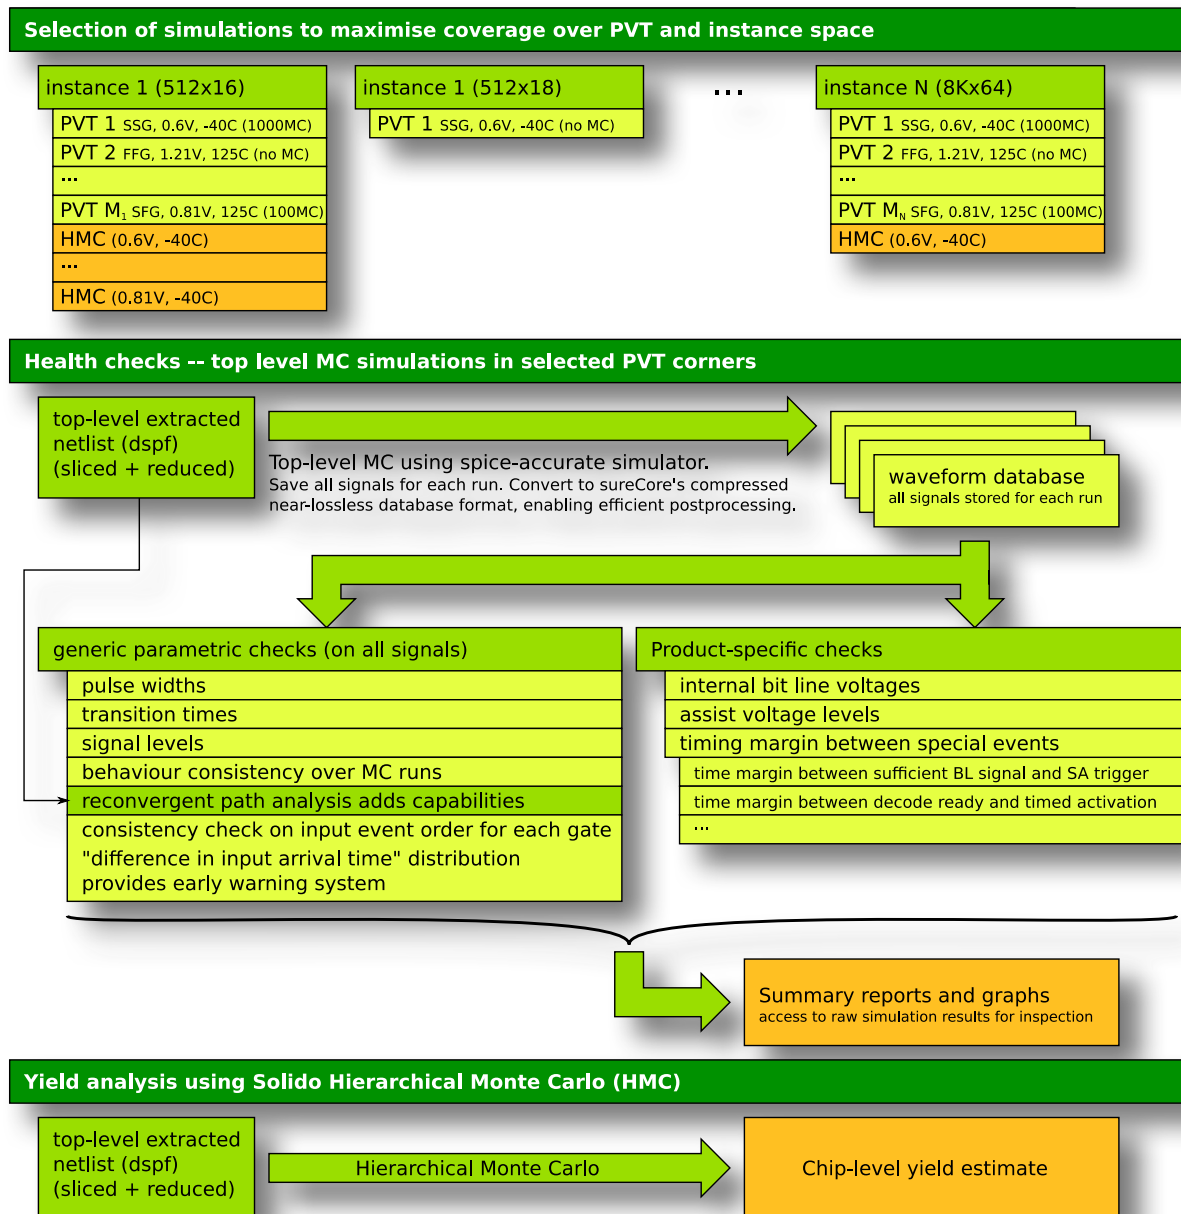 Selection of simulations to maximise coverage over PVT and instance space
instance 1 (512x16)
PVT 1 SSG, 0.6V, -40C (1000MC)
PVT 2 FFG, 1.21V, 125C (no MC)
...
PVT M₁ SFG, 0.81V, 125C (100MC)
HMC (0.6V, -40C)
...
HMC (0.81V, -40C)
instance 1 (512x18)
PVT 1 SSG, 0.6V, -40C (no MC)
...
instance N (8Kx64)
PVT 1 SSG, 0.6V, -40C (1000MC)
PVT 2 FFG, 1.21V, 125C (no MC)
...
PVT Mɴ SFG, 0.81V, 125C (100MC)
HMC (0.6V, -40C)
Health checks -- top level MC simulations in selected PVT corners
top-level extracted
netlist (dspf)
(sliced + reduced)
Top-level MC using spice-accurate simulator.
Save all signals for each run. Convert to sureCore's compressed
near-lossless database format, enabling efficient postprocessing.
waveform database
all signals stored for each run
generic parametric checks (on all signals)
pulse widths
transition times
signal levels
behaviour consistency over MC runs
reconvergent path analysis adds capabilities
consistency check on input event order for each gate
"difference in input arrival time" distribution
provides early warning system
Product-specific checks
internal bit line voltages
assist voltage levels
timing margin between special events
time margin between sufficient BL signal and SA trigger
time margin between decode ready and timed activation
...
Summary reports and graphs
access to raw simulation results for inspection
Yield analysis using Solido Hierarchical Monte Carlo (HMC)
top-level extracted
netlist (dspf)
(sliced + reduced)
Hierarchical Monte Carlo
Chip-level yield estimate